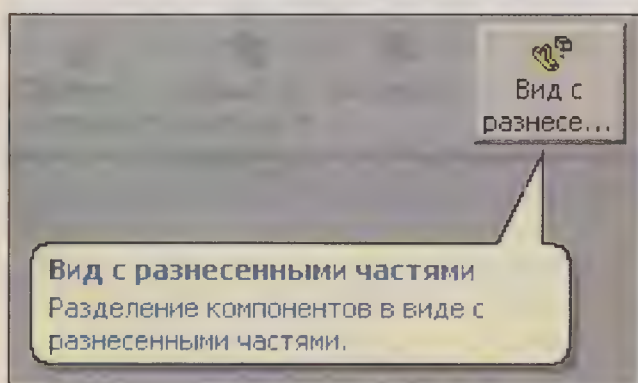 Вид с
разнесе...
Вид с разнесенными частями
Разделение компонентов в виде с
разнесенными частями.